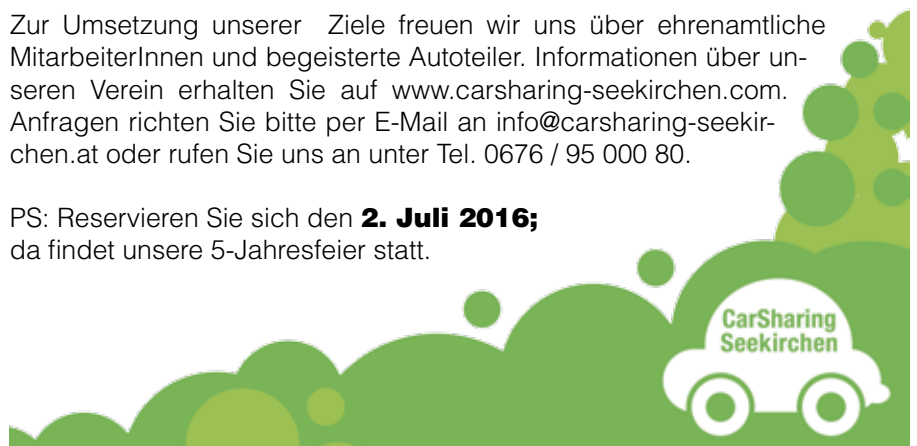 Zur Umsetzung unserer Ziele freuen wir uns über ehrenamtliche
MitarbeiterInnen und begeisterte Autoteiler. Informationen über un-
seren Verein erhalten Sie auf www.carsharing-seekirchen.com.
Anfragen richten Sie bitte per E-Mail an info@carsharing-seekir-
chen.at oder rufen Sie uns an unter Tel. 0676 / 95 000 80.
PS: Reservieren Sie sich den 2. Juli 2016;
da findet unsere 5-Jahresfeier statt.
CarSharing
Seekirchen